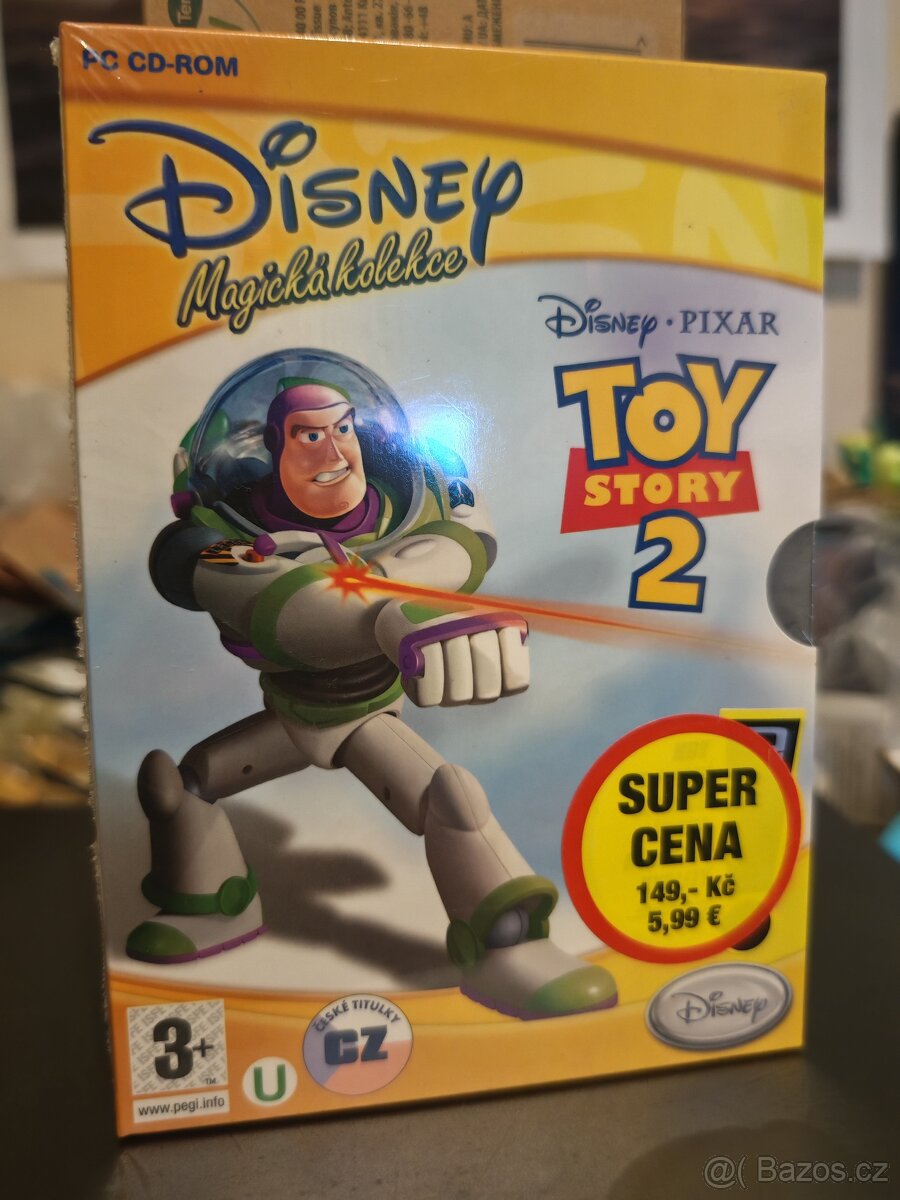 PC CD-ROM
Disney
Magická kolekce
Disney · PIXAR
TOY
STORY
2
SUPER
CENA
149,- Kč
5,99 €
3+
TM
www.pegi.info
U
ČESKÉ TITULKY
CZ
Disney
@( Bazos.cz